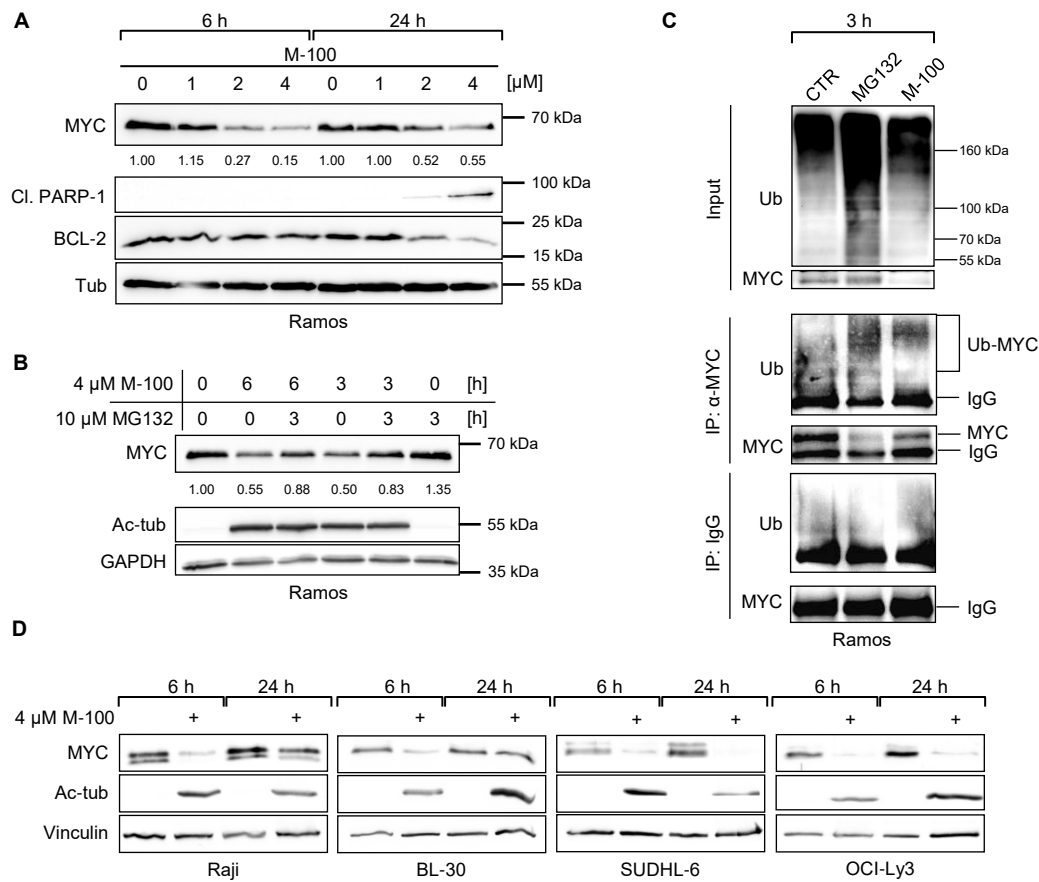 A
6 h 24 h
M-100
0 1 2 4 0 1 2 4 [µM]
MYC 70 kDa
1.00 1.15 0.27 0.15 1.00 1.00 0.52 0.55
Cl. PARP-1 100 kDa
BCL-2 25 kDa
15 kDa
Tub 55 kDa
Ramos
B
4 µM M-100 0 6 6 3 3 0 [h]
10 µM MG132 0 0 3 0 3 3 [h]
MYC 70 kDa
1.00 0.55 0.88 0.50 0.83 1.35
Ac-tub 55 kDa
GAPDH 35 kDa
Ramos
C
3 h
CTR MG132 M-100
Input
Ub 160 kDa
100 kDa
70 kDa
55 kDa
MYC
IP: α-MYC
Ub Ub-MYC
IgG
MYC MYC
IgG
IP: IgG
Ub
MYC IgG
Ramos
D
6 h 24 h 6 h 24 h 6 h 24 h 6 h 24 h
4 µM M-100 + + + + + + + +
MYC
Ac-tub
Vinculin
Raji BL-30 SUDHL-6 OCI-Ly3